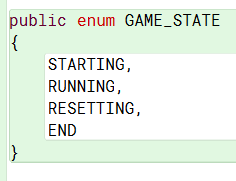 public enum GAME_STATE
{
    STARTING,
    RUNNING,
    RESETTING,
    END
}